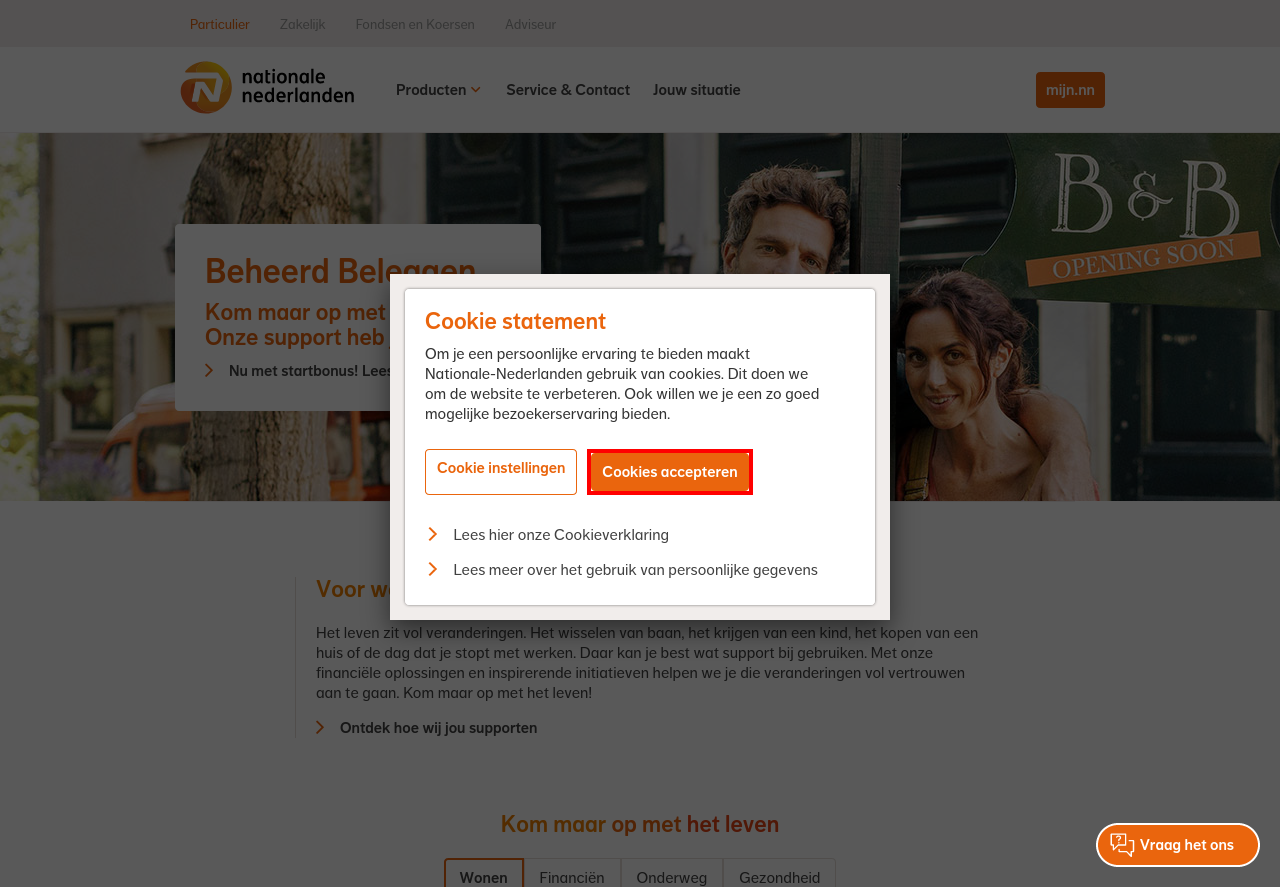 Particulier Zakelijk Fondsen en Koersen Adviseur
nationale
nederlanden
Producten Service & Contact Jouw situatie mijn.nn
B&B
OPENING SOON
Beheerd Beleggen
Kom maar op met
Onze support heb
Nu met startbonus! Lees
Cookie statement
Om je een persoonlijke ervaring te bieden maakt
Nationale-Nederlanden gebruik van cookies. Dit doen we
om de website te verbeteren. Ook willen we je een zo goed
mogelijke bezoekerservaring bieden.
Cookie instellingen Cookies accepteren
Lees hier onze Cookieverklaring
Lees meer over het gebruik van persoonlijke gegevens
Voor
Het leven zit vol veranderingen. Het wisselen van baan, het krijgen van een kind, het kopen van een
huis of de dag dat je stopt met werken. Daar kan je best wat support bij gebruiken. Met onze
financiële oplossingen en inspirerende initiatieven helpen we je die veranderingen vol vertrouwen
aan te gaan. Kom maar op met het leven!
Ontdek hoe wij jou supporten
Kom maar op met het leven
Vraag het ons
Wonen Financiën Onderweg Gezondheid